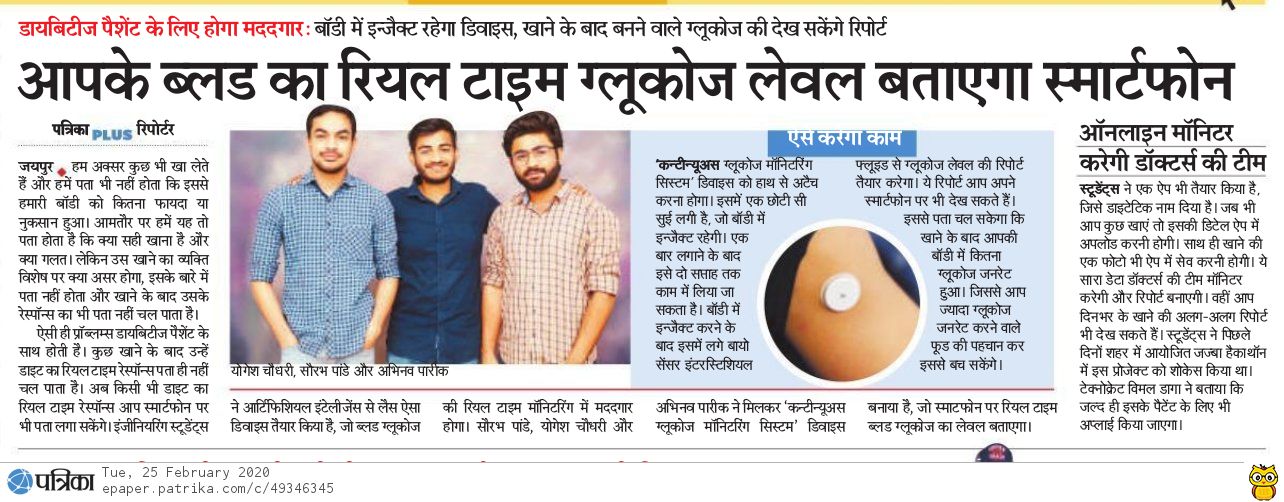 डायबिटीज पैशेंट के लिए होगा मददगार: बॉडी में इन्जैक्ट रहेगा डिवाइस, खाने के बाद बनने वाले ग्लूकोज की देख सकेंगे रिपोर्ट
आपके ब्लड का रियल टाइम ग्लूकोज लेवल बताएगा स्मार्टफोन
पत्रिका PLUS रिपोर्टर
जयपुर हम अक्सर कुछ भी खा लेते
हैं और हमें पता भी नहीं होता कि इससे
हमारी बॉडी को कितना फायदा या
नुकसान हुआ। आमतौर पर हमें यह तो
पता होता है कि क्या सही खाना है और
क्या गलत। लेकिन उस खाने का व्यक्ति
विशेष पर क्या असर होगा, इसके बारे में
पता नहीं होता और खाने के बाद उसके
रेस्पॉन्स का भी पता नहीं चल पाता है।
ऐसी ही प्रॉब्लम्स डायबिटीज पैशेंट के
साथ होती है। कुछ खाने के बाद उन्हें
डाइट का रियल टाइम रेस्पॉन्स पता ही नहीं
चल पाता है। अब किसी भी डाइट का
रियल टाइम रेस्पॉन्स आप स्मार्टफोन पर
भी पता लगा सकेंगे। इंजीनियरिंग स्टूडेंट्स
योगेश चौधरी, सौरभ पांडे और अभिनव पारीक
ने आर्टिफिशियल इंटेलीजेंस से लैस ऐसा
डिवाइस तैयार किया है, जो ब्लड ग्लूकोज
की रियल टाइम मॉनिटरिंग में मददगार
होगा। सौरभ पांडे, योगेश चौधरी और
अभिनव पारीक ने मिलकर 'कन्टीन्यूअस
ग्लूकोज मॉनिटरिंग सिस्टम' डिवाइस
बनाया है, जो स्मार्टफोन पर रियल टाइम
ब्लड ग्लूकोज का लेवल बताएगा।
ऐसे करेगा काम
'कन्टीन्यूअस ग्लूकोज मॉनिटरिंग
सिस्टम' डिवाइस को हाथ से अटैच
करना होगा। इसमें एक छोटी सी
सुई लगी है, जो बॉडी में
इन्जैक्ट रहेगी। एक
बार लगाने के बाद
इसे दो सप्ताह तक
काम में लिया जा
सकता है। बॉडी में
इन्जैक्ट करने के
बाद इसमें लगे बायो
सेंसर इंटरस्टिशियल
फ्लूइड से ग्लूकोज लेवल की रिपोर्ट
तैयार करेगा। ये रिपोर्ट आप अपने
स्मार्टफोन पर भी देख सकते हैं।
इससे पता चल सकेगा कि
खाने के बाद आपकी
बॉडी में कितना
ग्लूकोज जनरेट
हुआ। जिससे आप
ज्यादा ग्लूकोज
जनरेट करने वाले
फूड की पहचान कर
इससे बच सकेंगे।
ऑनलाइन मॉनिटर
करेगी डॉक्टर्स की टीम
स्टूडेंट्स ने एक ऐप भी तैयार किया है,
जिसे डाइटेटिक नाम दिया है। जब भी
आप कुछ खाएं तो इसकी डिटेल ऐप में
अपलोड करनी होगी। साथ ही खाने की
एक फोटो भी ऐप में सेव करनी होगी। ये
सारा डेटा डॉक्टर्स की टीम मॉनिटर
करेगी और रिपोर्ट बनाएगी। वहीं आप
दिनभर के खाने की अलग-अलग रिपोर्ट
भी देख सकते हैं। स्टूडेंट्स ने पिछले
दिनों शहर में आयोजित जज्बा हैकाथॉन
में इस प्रोजेक्ट को शोकेस किया था।
टेक्नोक्रेट विमल डागा ने बताया कि
जल्द ही इसके पैटेंट के लिए भी
अप्लाई किया जाएगा।
पत्रिका
Tue, 25 February 2020
epaper.patrika.com/c/49346345